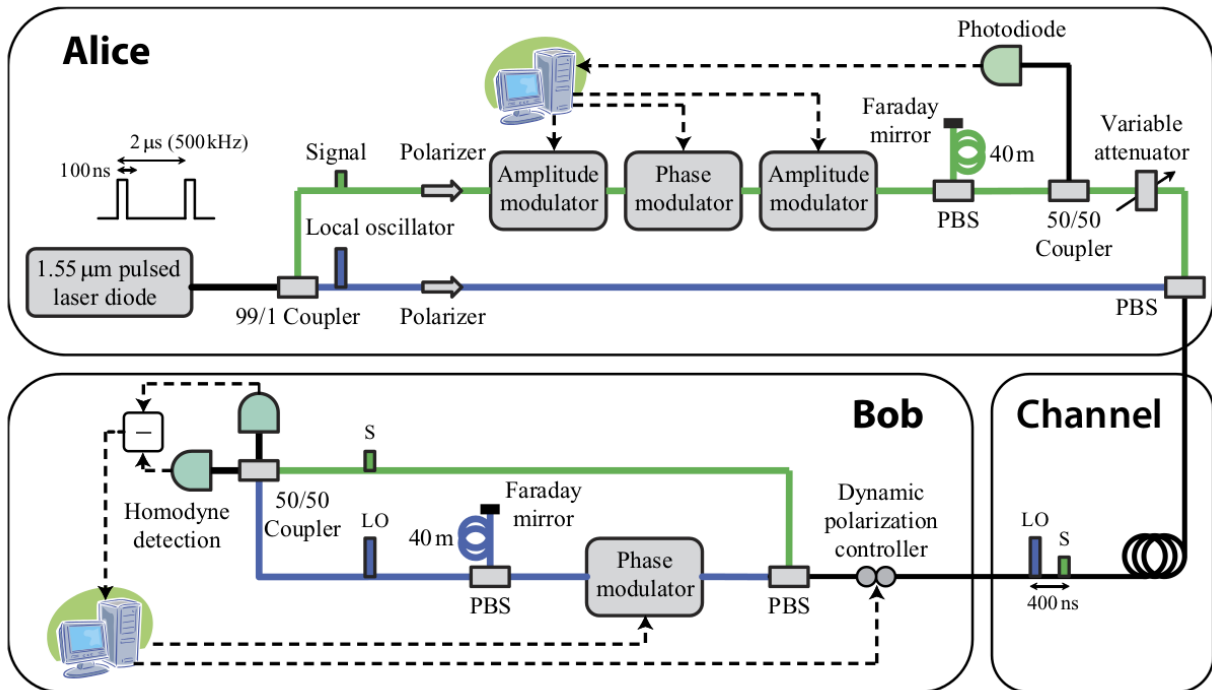 Alice
Photodiode
2 μs (500 kHz)
100 ns
Signal
Polarizer
Amplitude
modulator
Phase
modulator
Amplitude
modulator
Faraday
mirror
40 m
PBS
50/50
Coupler
Variable
attenuator
Local oscillator
1.55 μm pulsed
laser diode
99/1 Coupler
Polarizer
PBS
Bob
Channel
–
S
Homodyne
detection
50/50
Coupler
LO
40 m
Faraday
mirror
PBS
Phase
modulator
PBS
Dynamic
polarization
controller
LO
S
400 ns